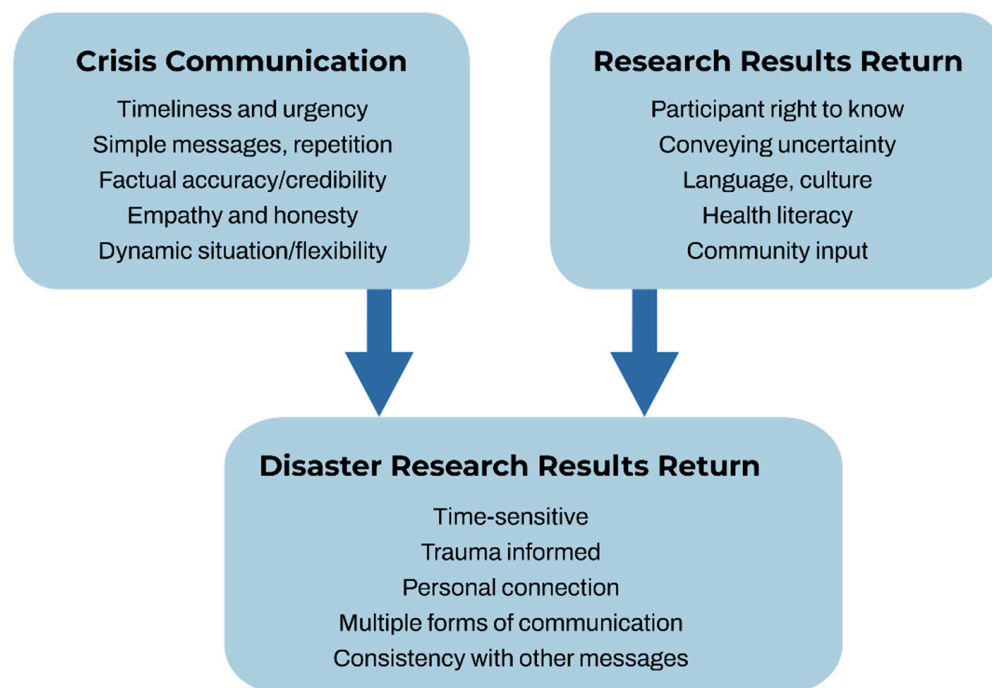 Crisis Communication
Timeliness and urgency
Simple messages, repetition
Factual accuracy/credibility
Empathy and honesty
Dynamic situation/flexibility
Research Results Return
Participant right to know
Conveying uncertainty
Language, culture
Health literacy
Community input
Disaster Research Results Return
Time-sensitive
Trauma informed
Personal connection
Multiple forms of communication
Consistency with other messages